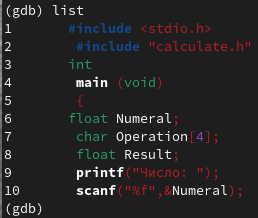 (gdb) list
1 #include <stdio.h>
2 #include "calculate.h"
3 int
4 main (void)
5 {
6 float Numeral;
7 char Operation[4];
8 float Result;
9 printf("Число: ");
10 scanf("%f",&Numeral);
(gdb)